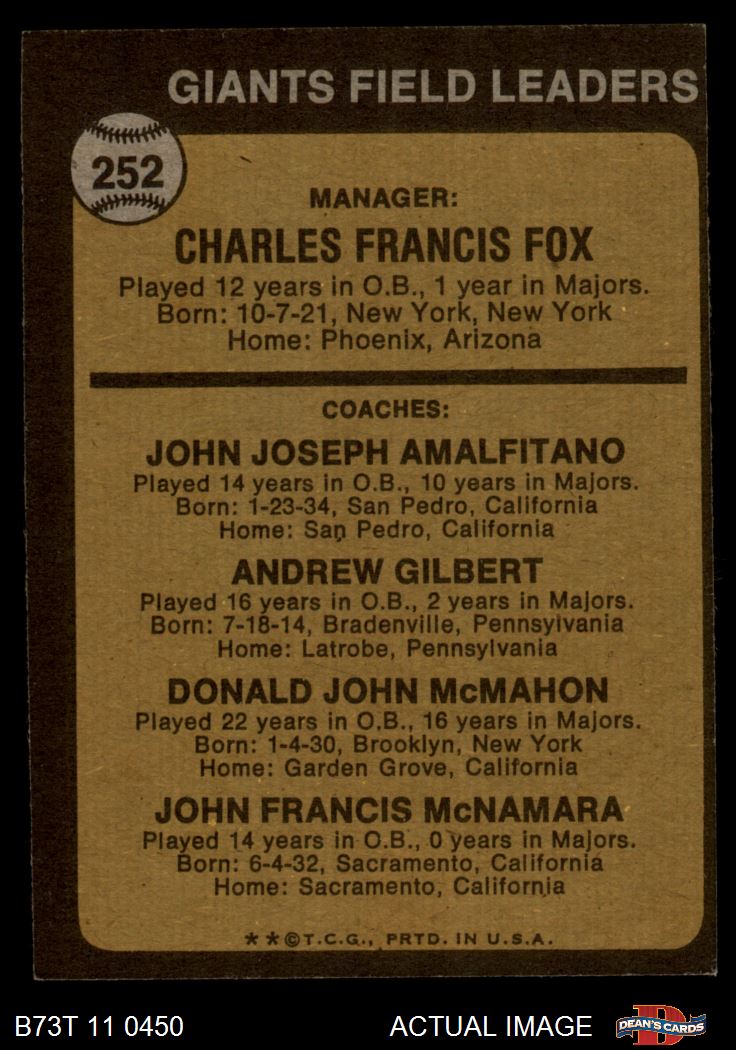 GIANTS FIELD LEADERS
252
MANAGER:
CHARLES FRANCIS FOX
Played 12 years in O.B., 1 year in Majors.
Born: 10-7-21, New York, New York
Home: Phoenix, Arizona
COACHES:
JOHN JOSEPH AMALFITANO
Played 14 years in O.B., 10 years in Majors.
Born: 1-23-34, San Pedro, California
Home: San Pedro, California
ANDREW GILBERT
Played 16 years in O.B., 2 years in Majors.
Born: 7-18-14, Bradenville, Pennsylvania
Home: Latrobe, Pennsylvania
DONALD JOHN McMAHON
Played 22 years in O.B., 16 years in Majors.
Born: 1-4-30, Brooklyn, New York
Home: Garden Grove, California
JOHN FRANCIS McNAMARA
Played 14 years in O.B., 0 years in Majors.
Born: 6-4-32, Sacramento, California
Home: Sacramento, California
**©T.C.G., PRTD. IN U.S.A.
B73T 11 0450
ACTUAL IMAGE
D
DEAN'S CARDS